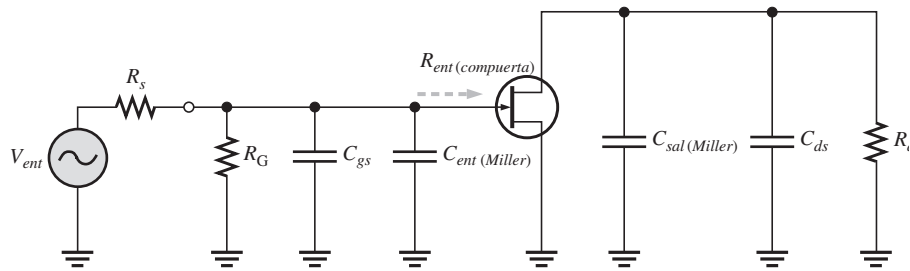 R_ent (compuerta)
R_s
V_ent
R_G
C_gs
C_ent (Miller)
C_sal (Miller)
C_ds